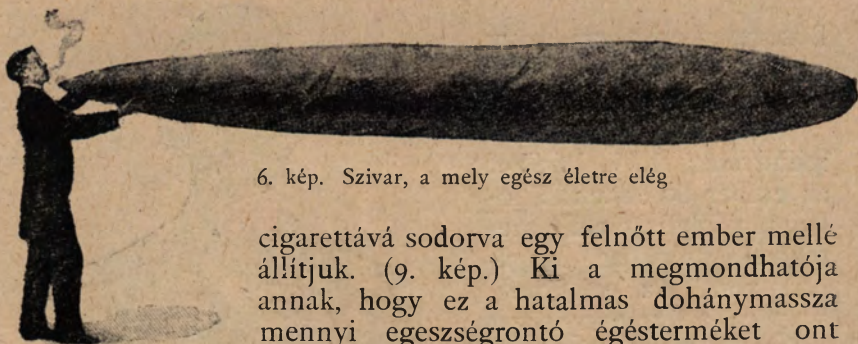 6. kép. Szivar, a mely egész életre elég
cigarettává sodorva egy felnőtt ember mellé
állítjuk. (9. kép.) Ki a megmondhatója
annak, hogy ez a hatalmas dohánymassza
mennyi egeszségrontó égésterméket ont